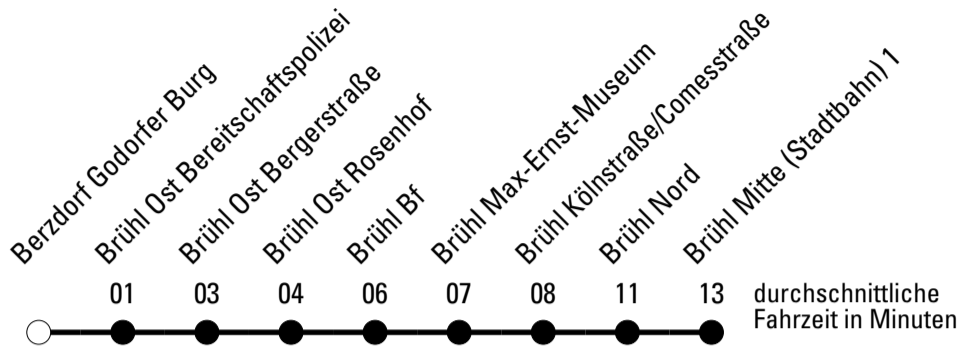 Berzdorf Godorfer Burg
Brühl Ost Bereitschaftspolizei
Brühl Ost Bergerstraße
Brühl Ost Rosenhof
Brühl Bf
Brühl Max-Ernst-Museum
Brühl Kölnstraße/Comesstraße
Brühl Nord
Brühl Mitte (Stadtbahn) 1
01 03 04 06 07 08 11 13
durchschnittliche
Fahrzeit in Minuten